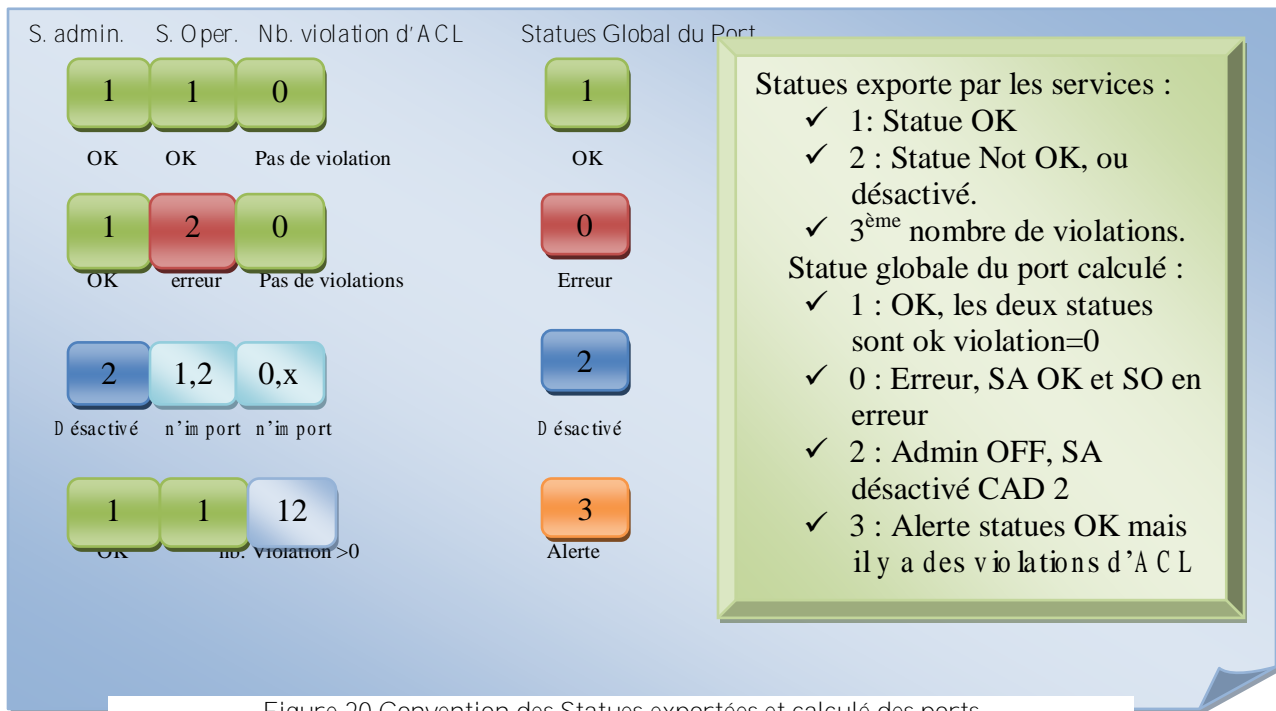 S. admin. S. Oper. Nb. violation d'ACL Statues Global du Port
1 1 0 1
OK OK Pas de violation OK
1 2 0 0
OK erreur Pas de violations Erreur
2 1,2 0,x 2
Désactivé n'import n'import Désactivé
1 1 12 3
OK nb. Violation >0 Alerte
Statues exporte par les services :
✓ 1: Statue OK
✓ 2 : Statue Not OK, ou
désactivé.
✓ 3ème nombre de violations.
Statue globale du port calculé :
✓ 1 : OK, les deux statues
sont ok violation=0
✓ 0 : Erreur, SA OK et SO en
erreur
✓ 2 : Admin OFF, SA
désactivé CAD 2
✓ 3 : Alerte statues OK mais
il y a des violations d'ACL
Figure 20 Convention des Statues exportées et calculé des ports